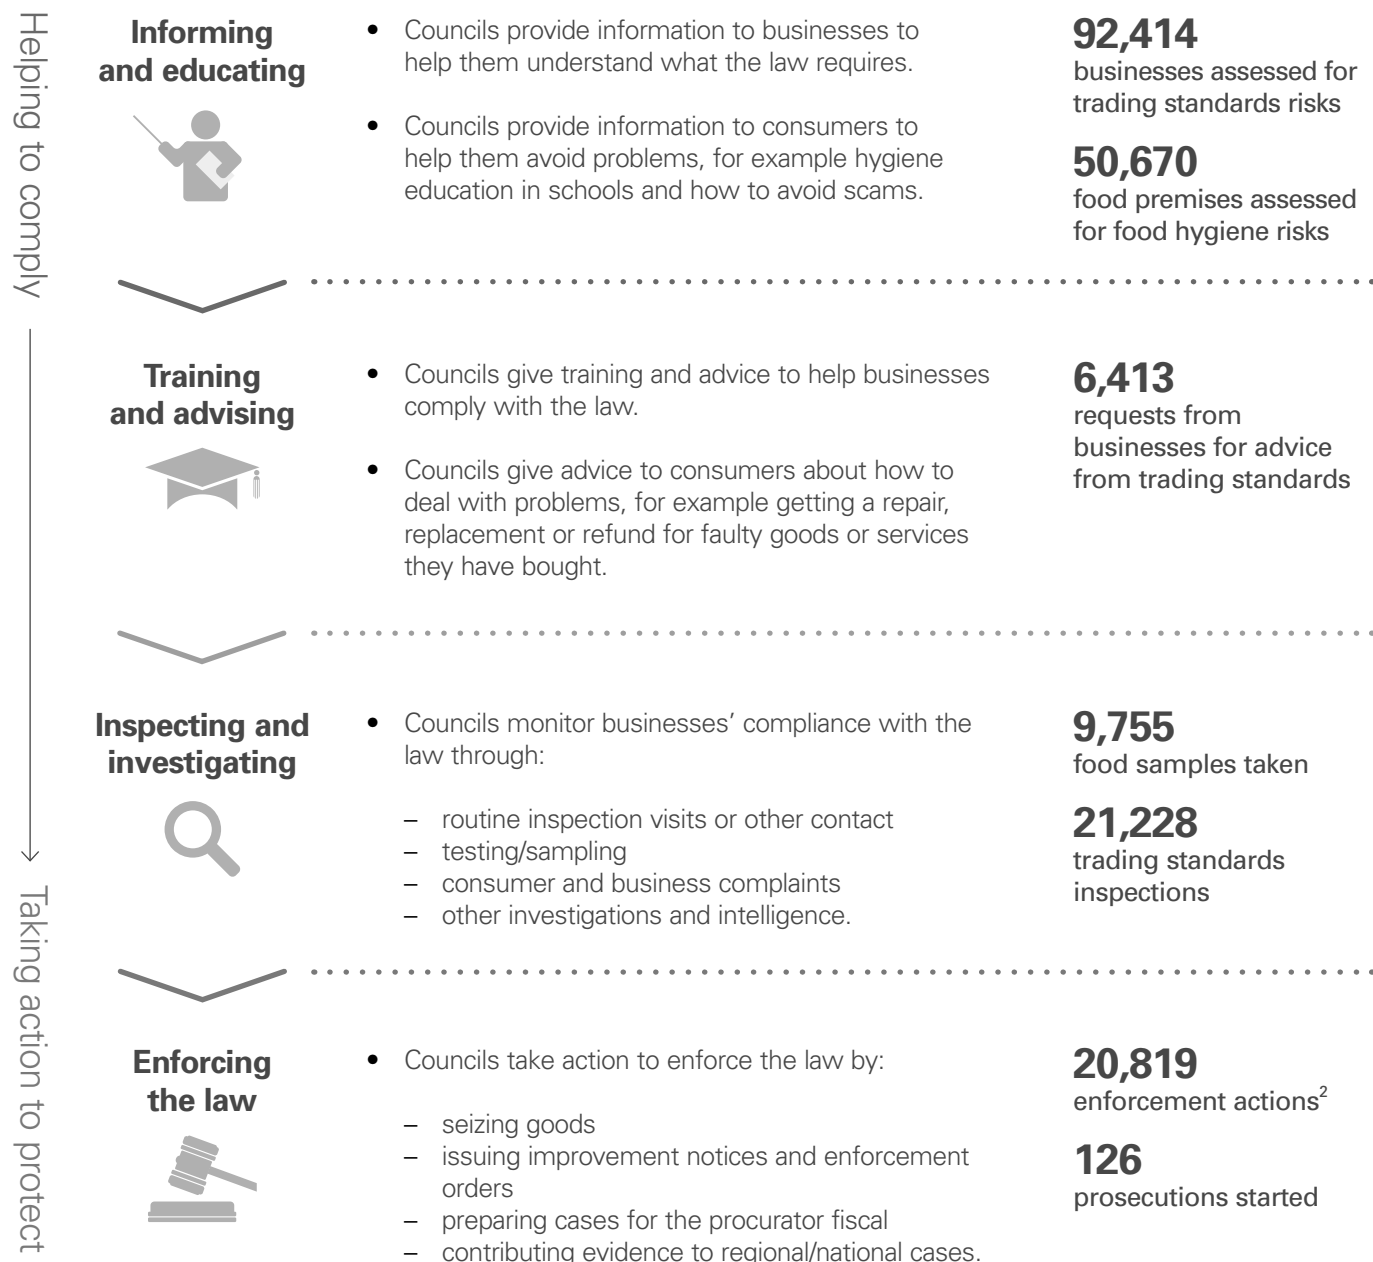 Helping to comply
Taking action to protect
Informing
and educating
• Councils provide information to businesses to
help them understand what the law requires.
• Councils provide information to consumers to
help them avoid problems, for example hygiene
education in schools and how to avoid scams.
92,414
businesses assessed for
trading standards risks
50,670
food premises assessed
for food hygiene risks
Training
and advising
• Councils give training and advice to help businesses
comply with the law.
• Councils give advice to consumers about how to
deal with problems, for example getting a repair,
replacement or refund for faulty goods or services
they have bought.
6,413
requests from
businesses for advice
from trading standards
Inspecting and
investigating
• Councils monitor businesses’ compliance with the
law through:
– routine inspection visits or other contact
– testing/sampling
– consumer and business complaints
– other investigations and intelligence.
9,755
food samples taken
21,228
trading standards
inspections
Enforcing
the law
• Councils take action to enforce the law by:
– seizing goods
– issuing improvement notices and enforcement
orders
– preparing cases for the procurator fiscal
– contributing evidence to regional/national cases.
20,819
enforcement actions²
126
prosecutions started